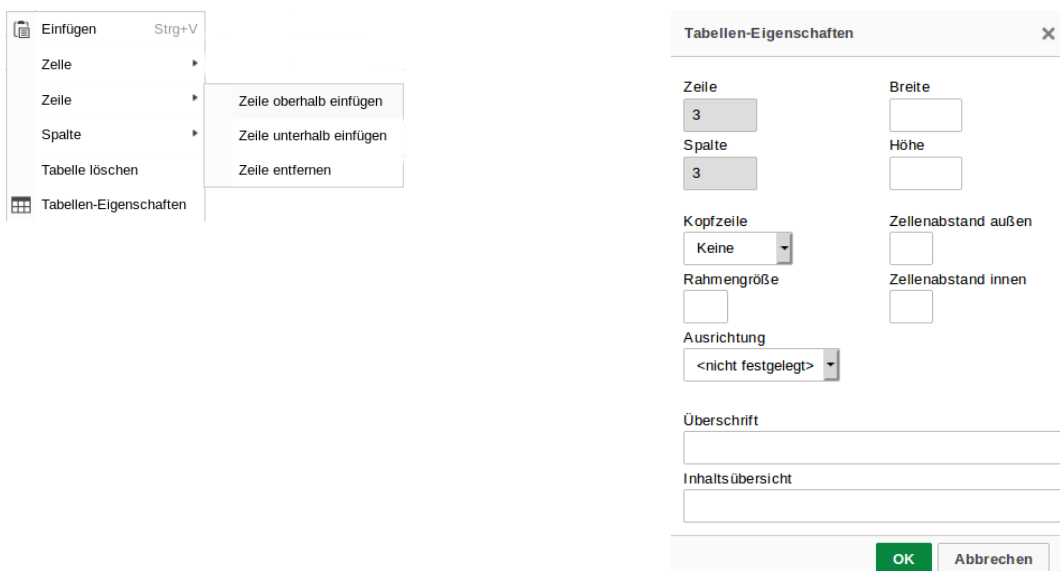 Einfügen Strg+V
Zelle
Zeile
Spalte
Tabelle löschen
Tabellen-Eigenschaften
Zeile oberhalb einfügen
Zeile unterhalb einfügen
Zeile entfernen
Tabellen-Eigenschaften
Zeile Breite
3
Spalte Höhe
3
Kopfzeile Zellenabstand außen
Keine
Rahmengröße Zellenabstand innen
Ausrichtung
<nicht festgelegt>
Überschrift
Inhaltsübersicht
OK Abbrechen